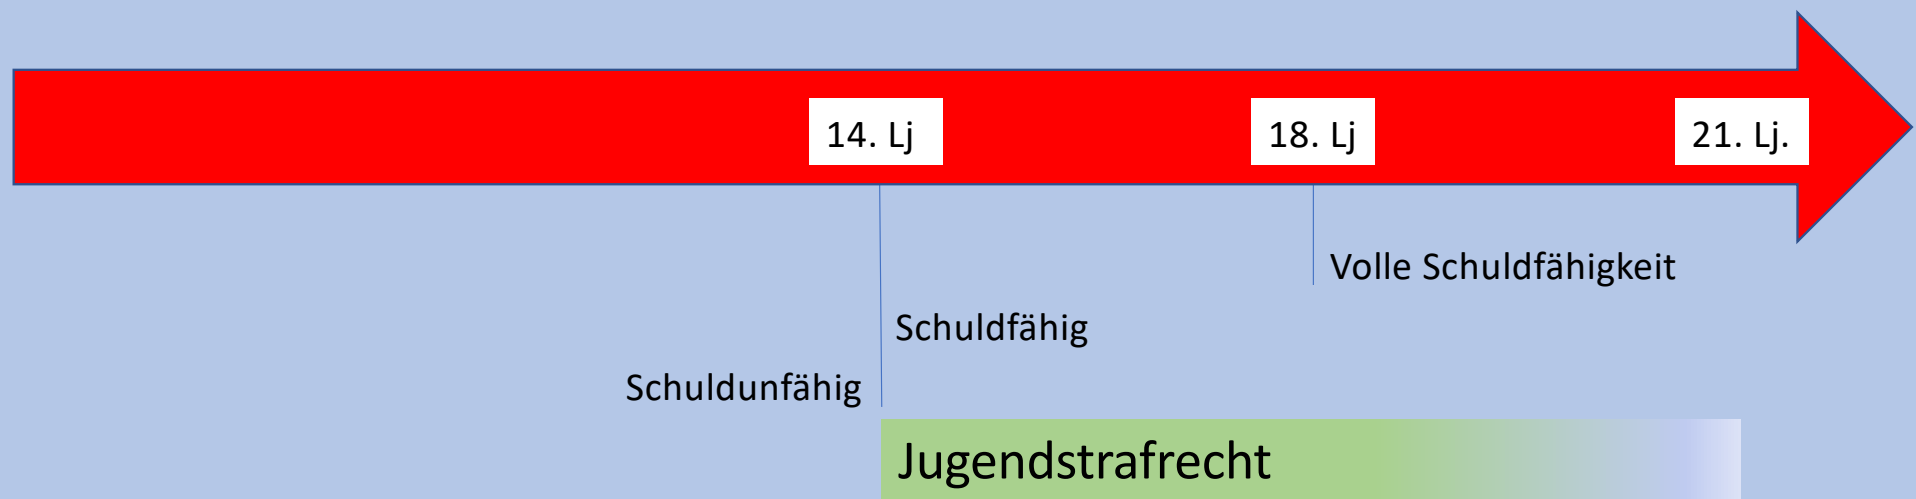 14. Lj
18. Lj
21. Lj.
Volle Schuldfähigkeit
Schuldfähig
Schuldunfähig
Jugendstrafrecht